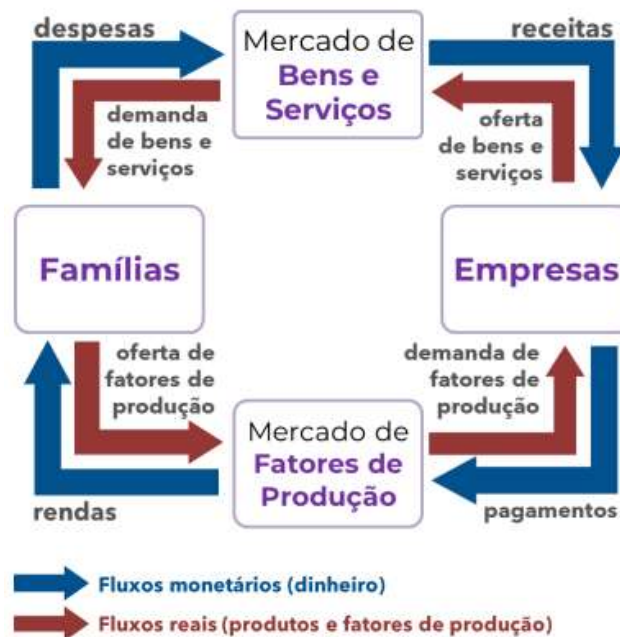 despesas
Mercado de
Bens e
Serviços
receitas
demanda
de bens e
serviços
oferta
de bens e
serviços
Famílias
Empresas
oferta de
fatores de
produção
demanda de
fatores de
produção
Mercado de
Fatores de
Produção
rendas
pagamentos
Fluxos monetários (dinheiro)
Fluxos reais (produtos e fatores de produção)